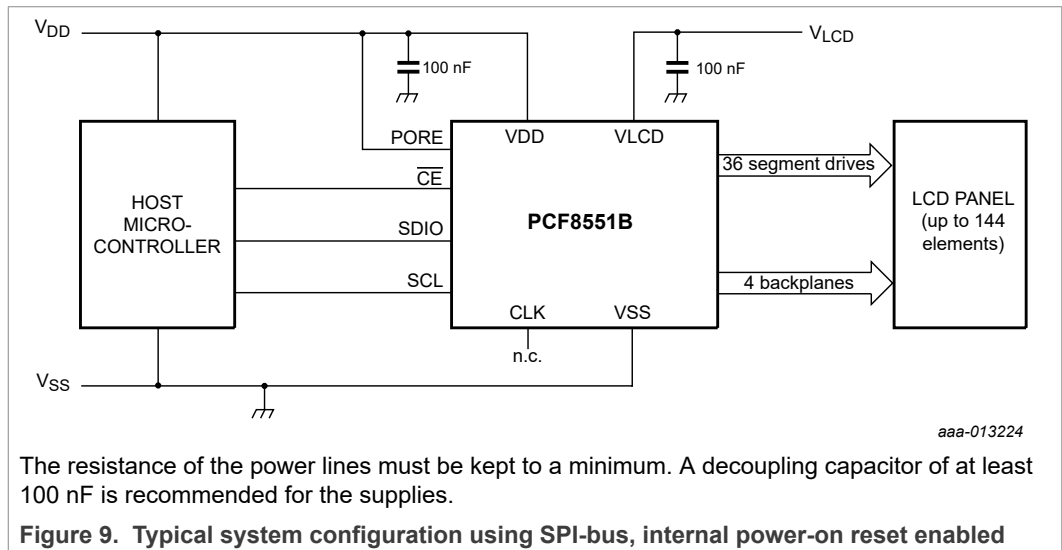 VDD
VLCD
100 nF
100 nF
PORE
VDD
VLCD
CE
36 segment drives
HOST
MICRO-
CONTROLLER
SDIO
PCF8551B
LCD PANEL
(up to 144
elements)
SCL
4 backplanes
CLK
VSS
n.c.
VSS
aaa-013224
The resistance of the power lines must be kept to a minimum. A decoupling capacitor of at least
100 nF is recommended for the supplies.
Figure 9. Typical system configuration using SPI-bus, internal power-on reset enabled